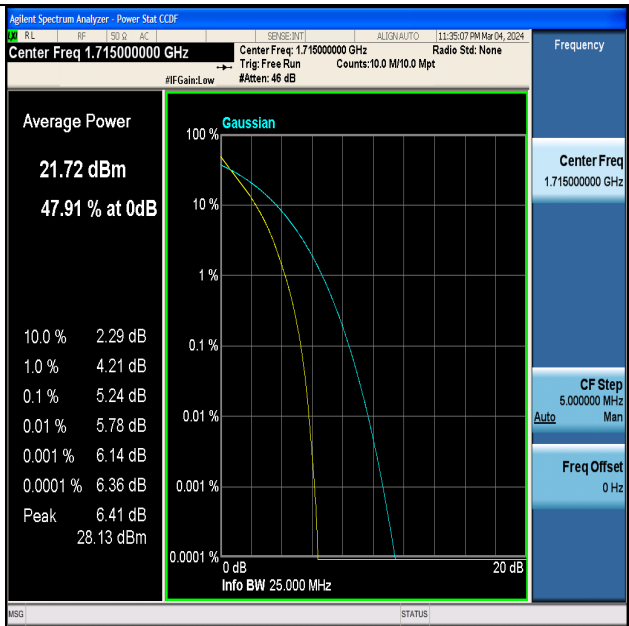 Agilent Spectrum Analyzer - Power Stat CCDF
LXI RL RF 50 Ω AC SENSE:INT ALIGN AUTO 11:35:07 PM Mar 04, 2024
Center Freq 1.715000000 GHz
Center Freq: 1.715000000 GHz Radio Std: None
Trig: Free Run Counts:10.0 M/10.0 Mpt
#IFGain:Low #Atten: 46 dB
Frequency
Average Power
21.72 dBm
47.91 % at 0dB
10.0 % 2.29 dB
1.0 % 4.21 dB
0.1 % 5.24 dB
0.01 % 5.78 dB
0.001 % 6.14 dB
0.0001 % 6.36 dB
Peak 6.41 dB
28.13 dBm
Gaussian
100 %
10 %
1 %
0.1 %
0.01 %
0.001 %
0.0001 %
0 dB 20 dB
Info BW 25.000 MHz
Center Freq
1.715000000 GHz
CF Step
5.000000 MHz
Auto Man
Freq Offset
0 Hz
MSG STATUS